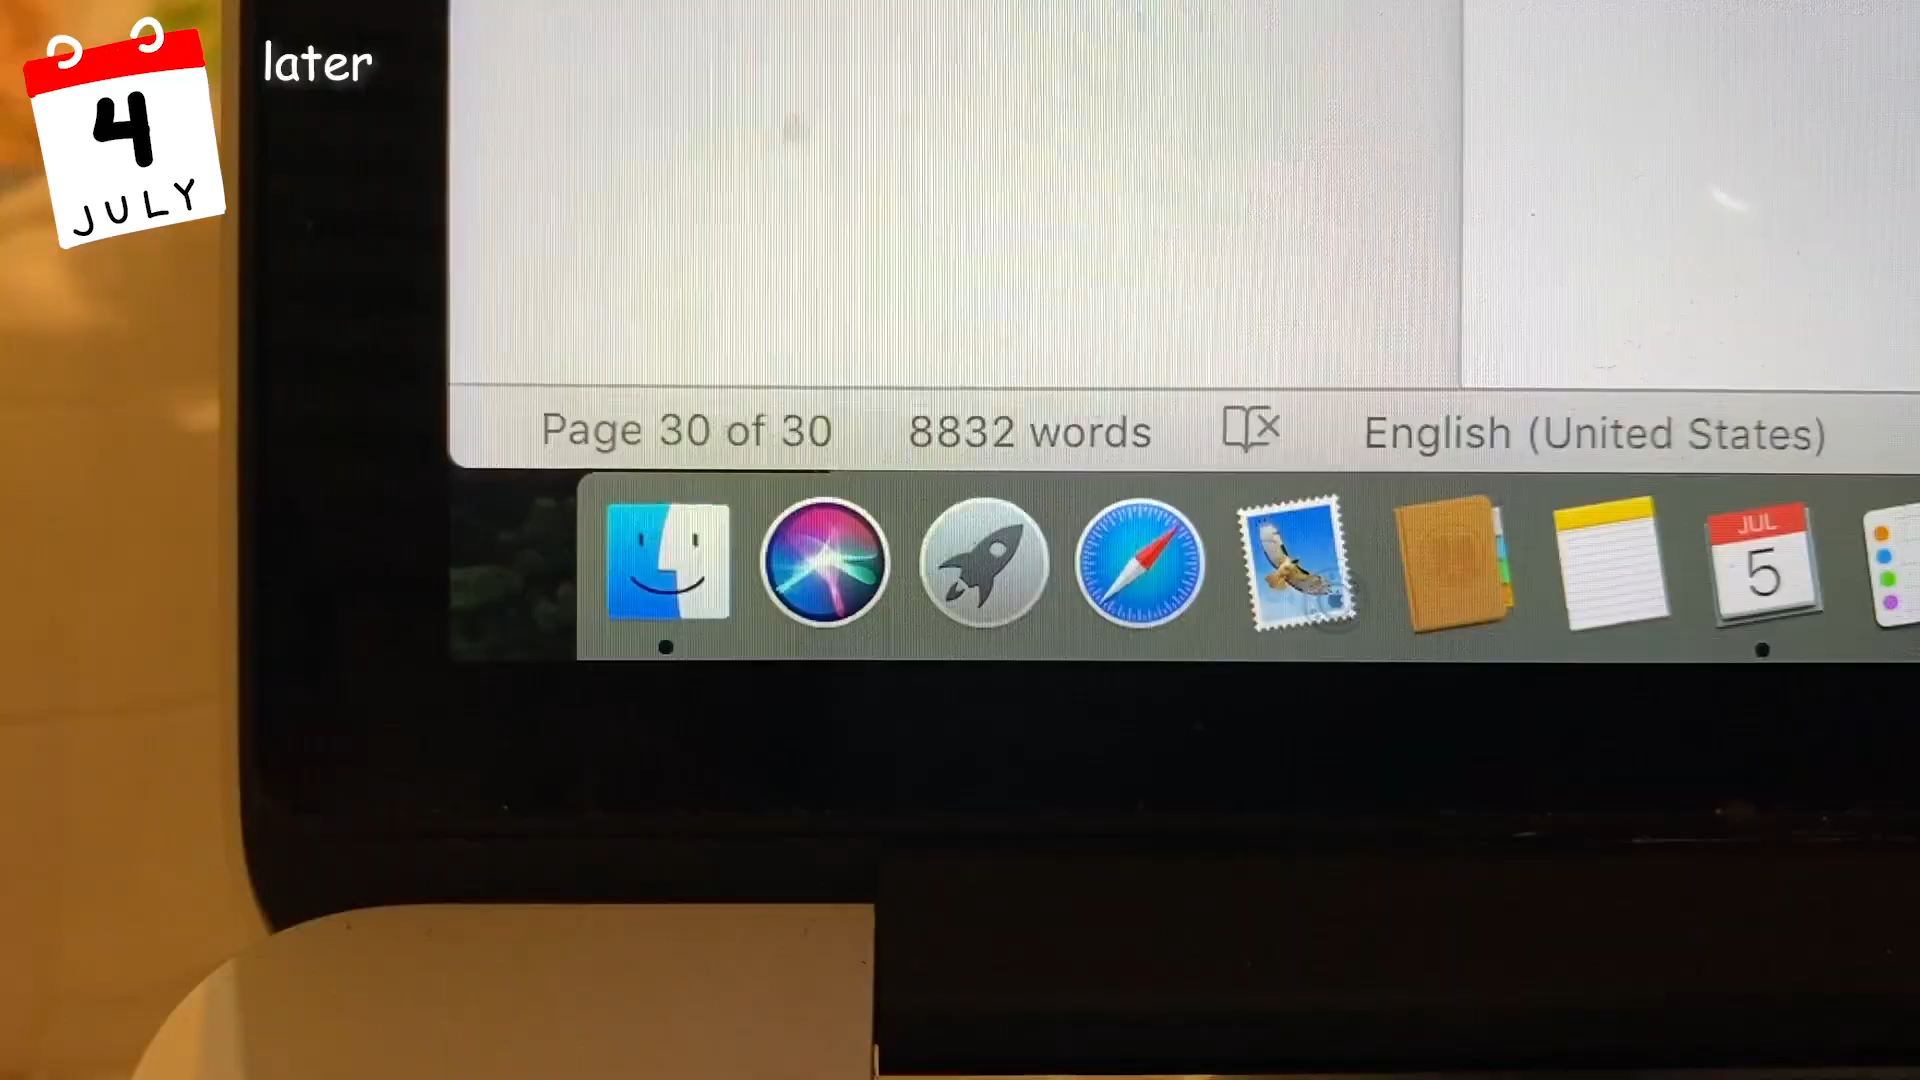 4
JULY
later
Page 30 of 30
8832 words
English (United States)
JUL
5